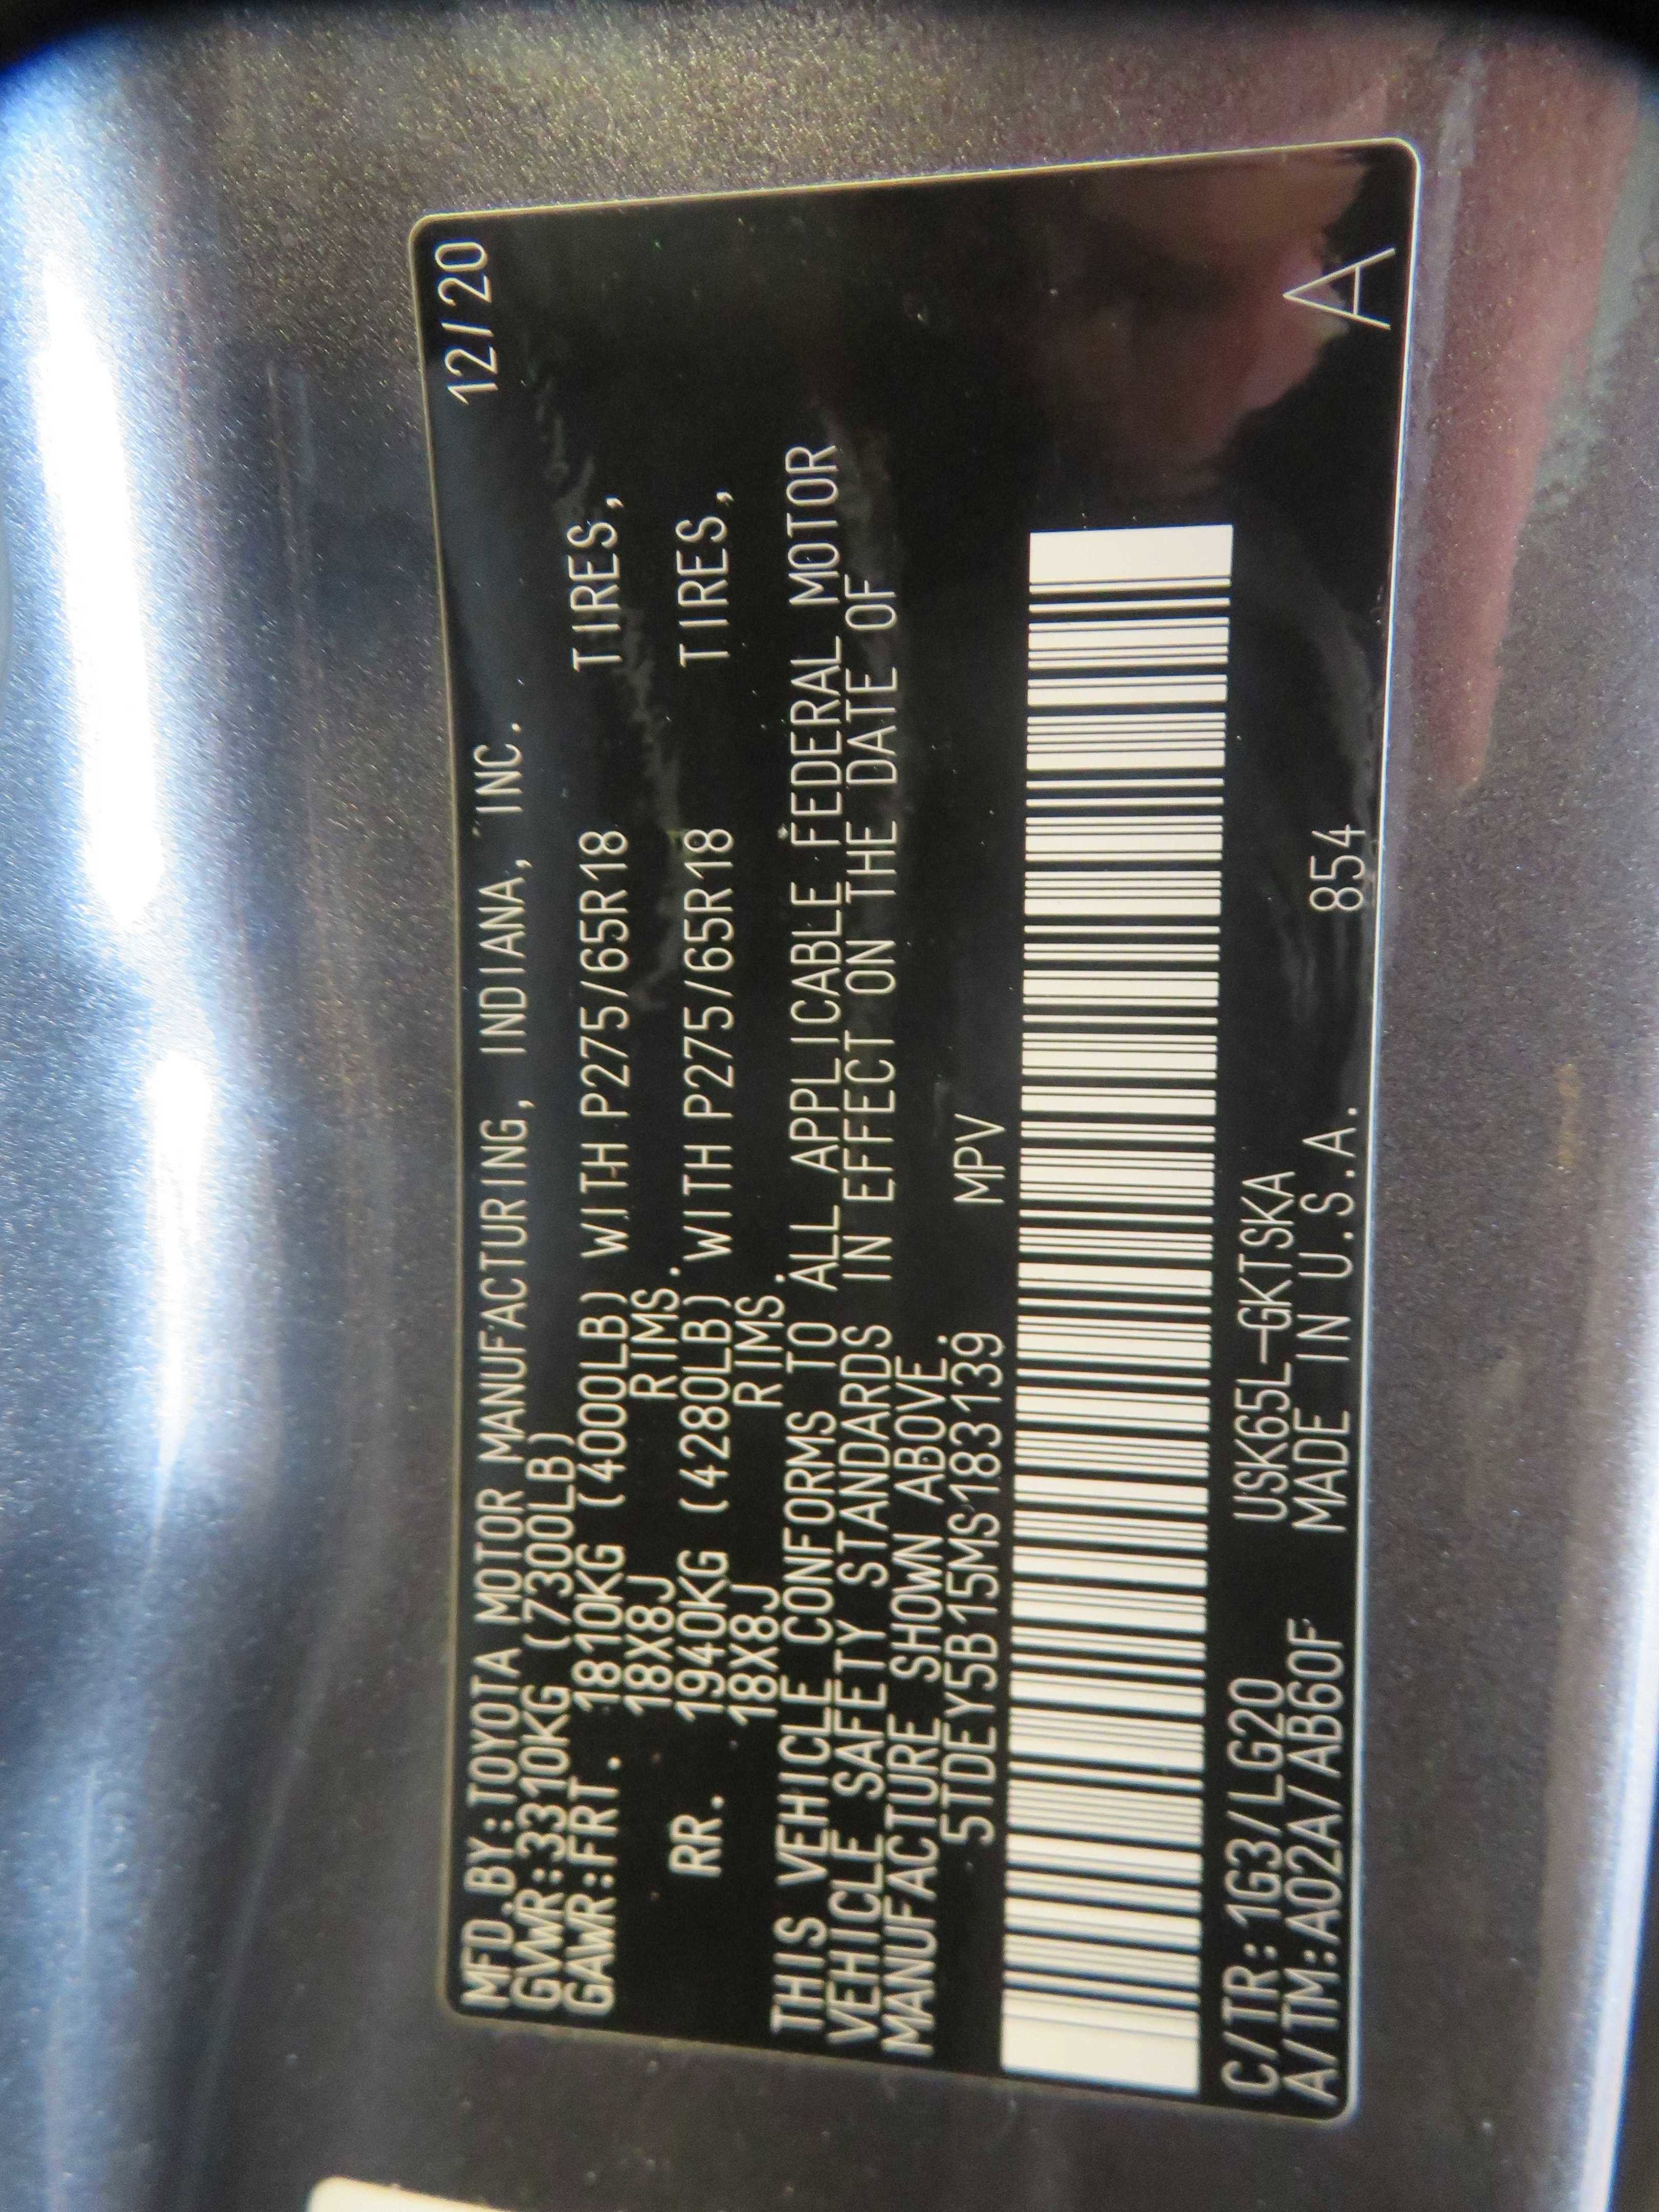 12/20
MFD.BY:TOYOTA MOTOR MANUFACTURING, INDIANA, INC.
GVWR:3310KG (7300LB)
GAWR:FRT. 1810KG (4000LB) WITH P275/65R18 TIRES,
18X8J RIMS.
RR. 1940KG (4280LB) WITH P275/65R18 TIRES,
18X8J RIMS.
THIS VEHICLE CONFORMS TO ALL APPLICABLE FEDERAL MOTOR
VEHICLE SAFETY STANDARDS IN EFFECT ON THE DATE OF
MANUFACTURE SHOWN ABOVE.
5TDEY5B15MS183139 MPV
C/TR:1G3/LG20 USK65L-GKTSKA
A/TM:A02A/AB60F MADE IN U.S.A. 854
A